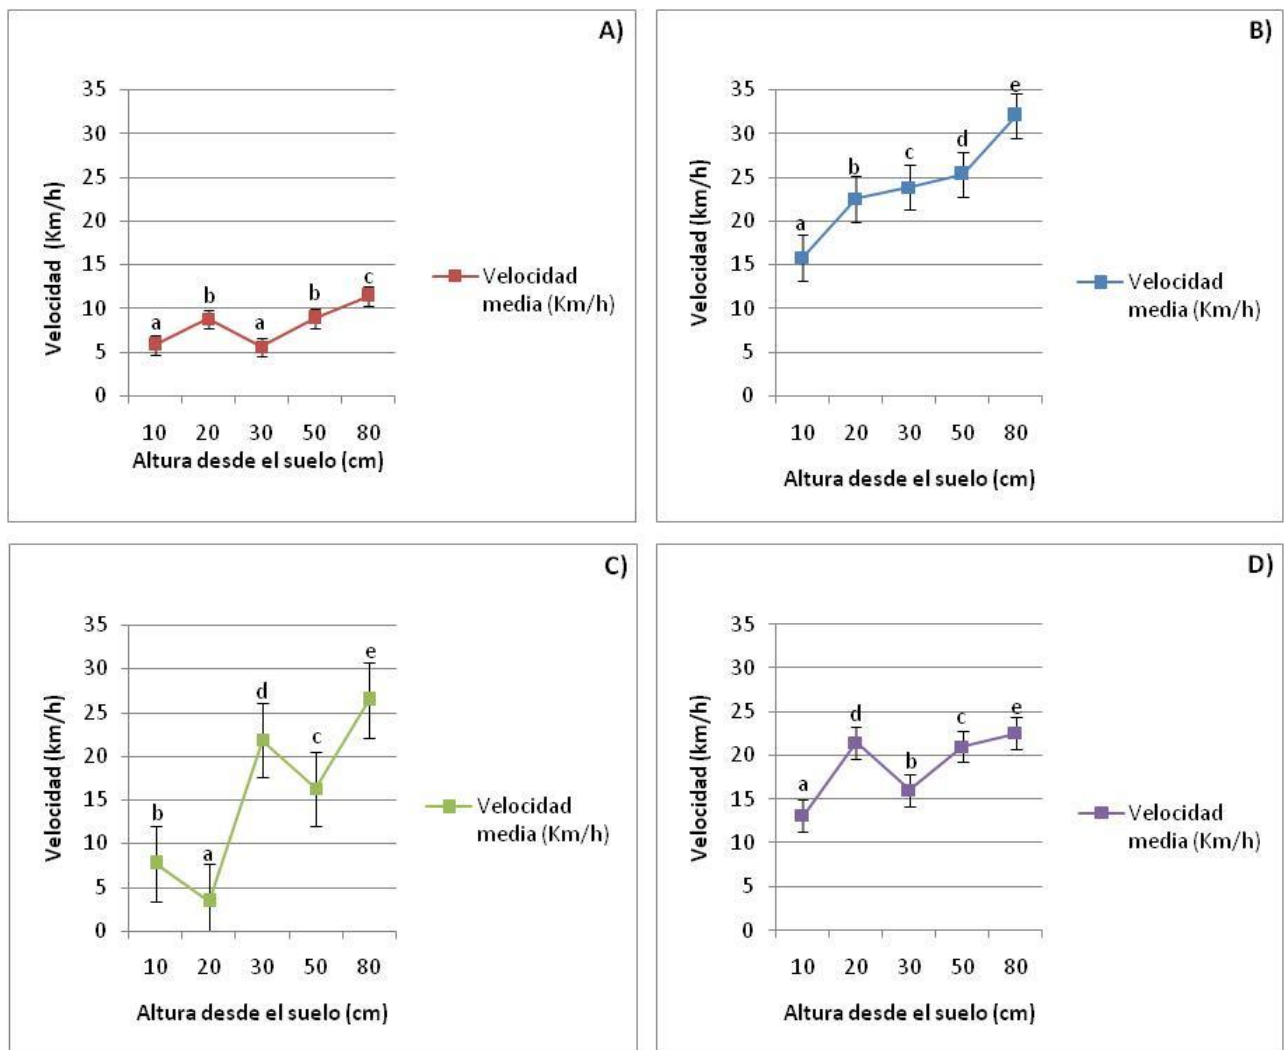 A)
35
30
25
20
15
10
5
0
Velocidad (Km/h)
a
b
a
b
c
10 20 30 50 80
Altura desde el suelo (cm)
Velocidad
media (Km/h)
B)
35
30
25
20
15
10
5
0
Velocidad (km/h)
a
b
c
d
e
10 20 30 50 80
Altura desde el suelo (cm)
Velocidad
media (Km/h)
C)
35
30
25
20
15
10
5
0
Velocidad (km/h)
b
a
d
c
e
10 20 30 50 80
Altura desde el suelo (cm)
Velocidad
media (Km/h)
D)
35
30
25
20
15
10
5
0
Velocidad (km/h)
a
d
b
c
e
10 20 30 50 80
Altura desde el suelo (cm)
Velocidad
media (Km/h)